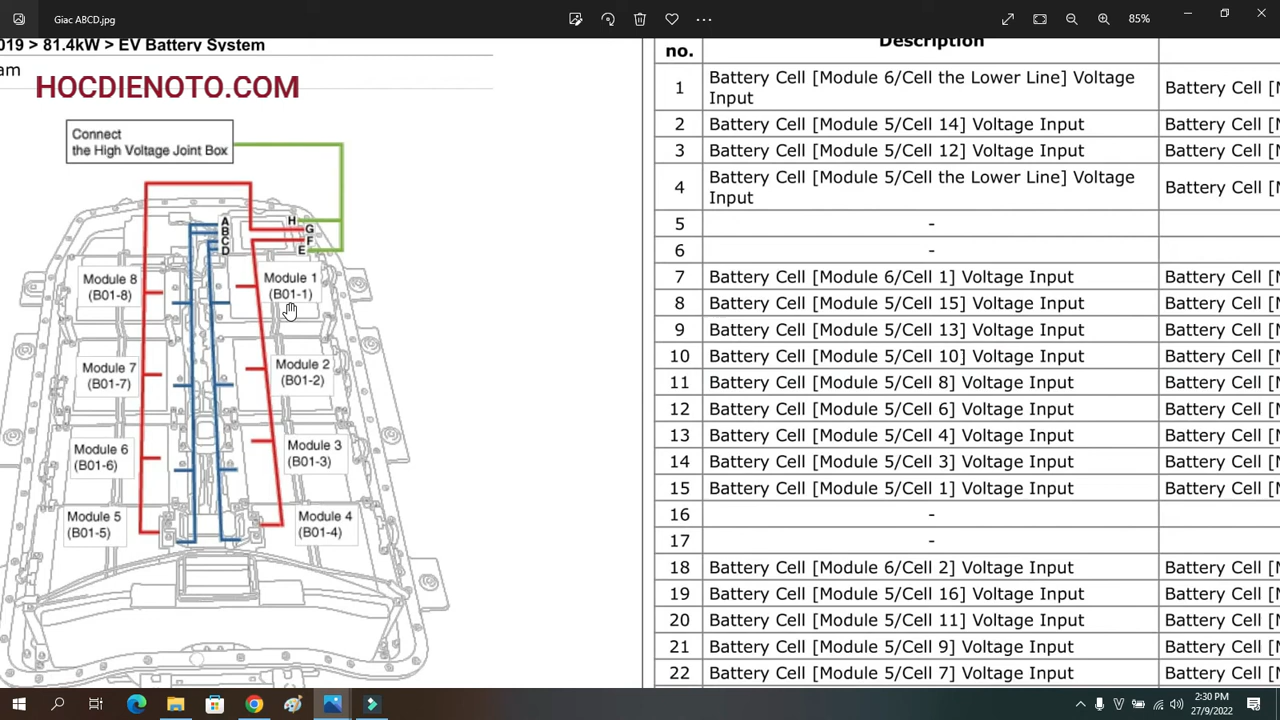 Giac ABCD.jpg
85%
019 > 81.4kW > EV Battery System
am
HOCDIENOTO.COM
Connect
the High Voltage Joint Box
A
B
C
D
H
G
F
E
Module 8
(B01-8)
Module 1
(B01-1)
Module 7
(B01-7)
Module 2
(B01-2)
Module 6
(B01-6)
Module 3
(B01-3)
Module 5
(B01-5)
Module 4
(B01-4)
no.
Description
1 Battery Cell [Module 6/Cell the Lower Line] Voltage
Input
Battery Cell [M
2 Battery Cell [Module 5/Cell 14] Voltage Input Battery Cell [M
3 Battery Cell [Module 5/Cell 12] Voltage Input Battery Cell [M
4 Battery Cell [Module 5/Cell the Lower Line] Voltage
Input
Battery Cell [M
5 -
6 -
7 Battery Cell [Module 6/Cell 1] Voltage Input Battery Cell [M
8 Battery Cell [Module 5/Cell 15] Voltage Input Battery Cell [M
9 Battery Cell [Module 5/Cell 13] Voltage Input Battery Cell [M
10 Battery Cell [Module 5/Cell 10] Voltage Input Battery Cell [M
11 Battery Cell [Module 5/Cell 8] Voltage Input Battery Cell [M
12 Battery Cell [Module 5/Cell 6] Voltage Input Battery Cell [M
13 Battery Cell [Module 5/Cell 4] Voltage Input Battery Cell [M
14 Battery Cell [Module 5/Cell 3] Voltage Input Battery Cell [M
15 Battery Cell [Module 5/Cell 1] Voltage Input Battery Cell [M
16 -
17 -
18 Battery Cell [Module 6/Cell 2] Voltage Input Battery Cell [M
19 Battery Cell [Module 5/Cell 16] Voltage Input Battery Cell [M
20 Battery Cell [Module 5/Cell 11] Voltage Input Battery Cell [M
21 Battery Cell [Module 5/Cell 9] Voltage Input Battery Cell [M
22 Battery Cell [Module 5/Cell 7] Voltage Input Battery Cell [M
2:30 PM
27/9/2022